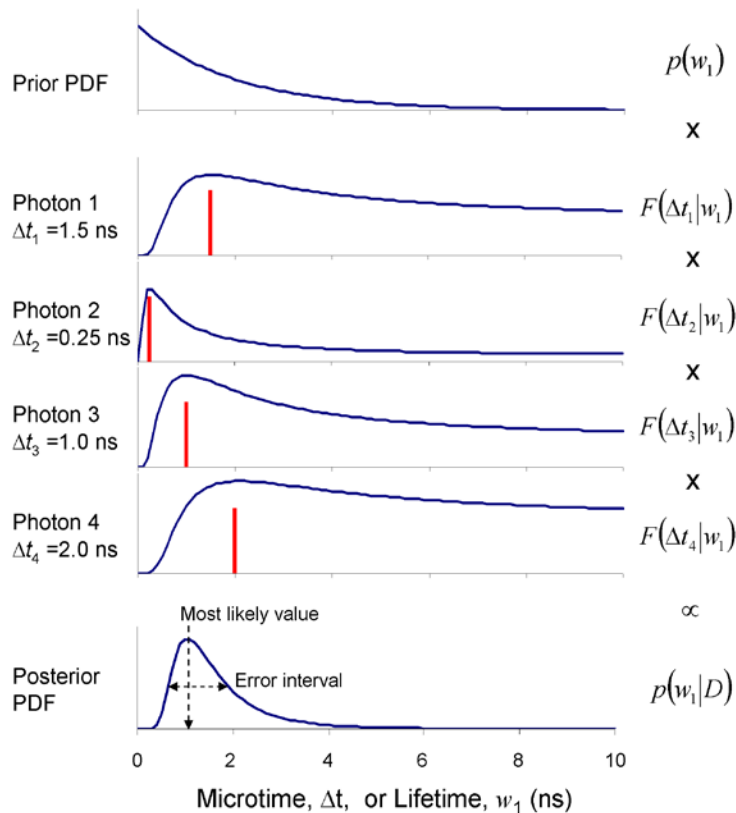 Prior PDF
p(w₁)
x
Photon 1
Δt₁ =1.5 ns
F(Δt₁|w₁)
x
Photon 2
Δt₂ =0.25 ns
F(Δt₂|w₁)
x
Photon 3
Δt₃ =1.0 ns
F(Δt₃|w₁)
x
Photon 4
Δt₄ =2.0 ns
F(Δt₄|w₁)
∝
Most likely value
Error interval
Posterior
PDF
p(w₁|D)
0 2 4 6 8 10
Microtime, Δt, or Lifetime, w₁ (ns)